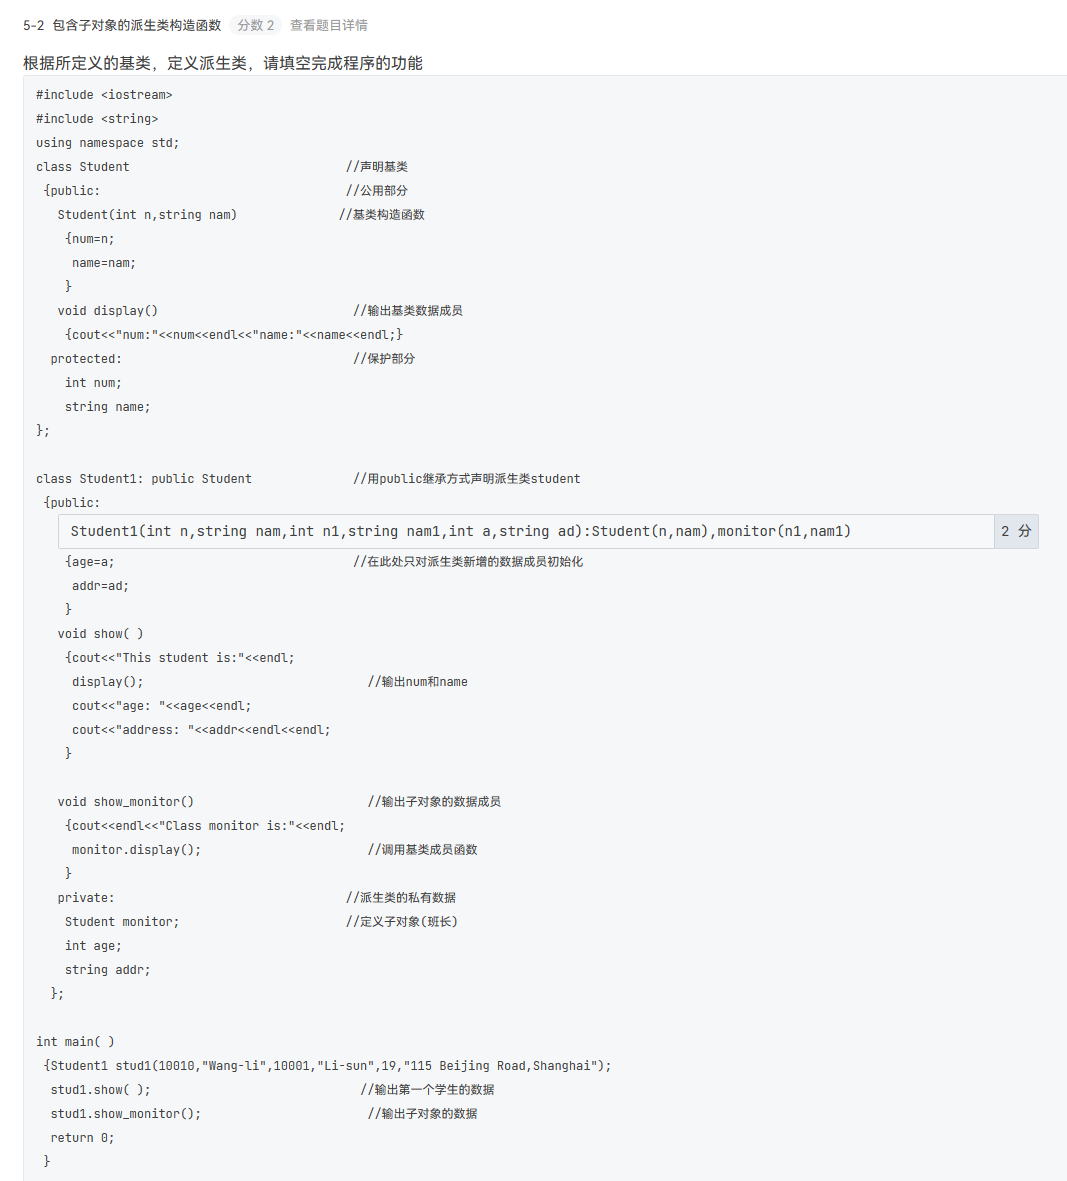 5-2 包含子对象的派生类构造函数 分数 2 查看题目详情
根据所定义的基类，定义派生类，请填空完成程序的功能
#include <iostream>
#include <string>
using namespace std;
class Student //声明基类
{public: //公用部分
Student(int n,string nam) //基类构造函数
{num=n;
name=nam;
}
void display() //输出基类数据成员
{cout<<"num:"<<num<<endl<<"name:"<<name<<endl;}
protected: //保护部分
int num;
string name;
};
class Student1: public Student //用public继承方式声明派生类student
{public:
Student1(int n,string nam,int n1,string nam1,int a,string ad):Student(n,nam),monitor(n1,nam1) 2 分
{age=a; //在此处只对派生类新增的数据成员初始化
addr=ad;
}
void show( )
{cout<<"This student is:"<<endl;
display(); //输出num和name
cout<<"age: "<<age<<endl;
cout<<"address: "<<addr<<endl<<endl;
}
void show_monitor() //输出子对象的数据成员
{cout<<endl<<"Class monitor is:"<<endl;
monitor.display(); //调用基类成员函数
}
private: //派生类的私有数据
Student monitor; //定义子对象(班长)
int age;
string addr;
};
int main( )
{Student1 stud1(10010,"Wang-li",10001,"Li-sun",19,"115 Beijing Road,Shanghai");
stud1.show( ); //输出第一个学生的数据
stud1.show_monitor(); //输出子对象的数据
return 0;
}